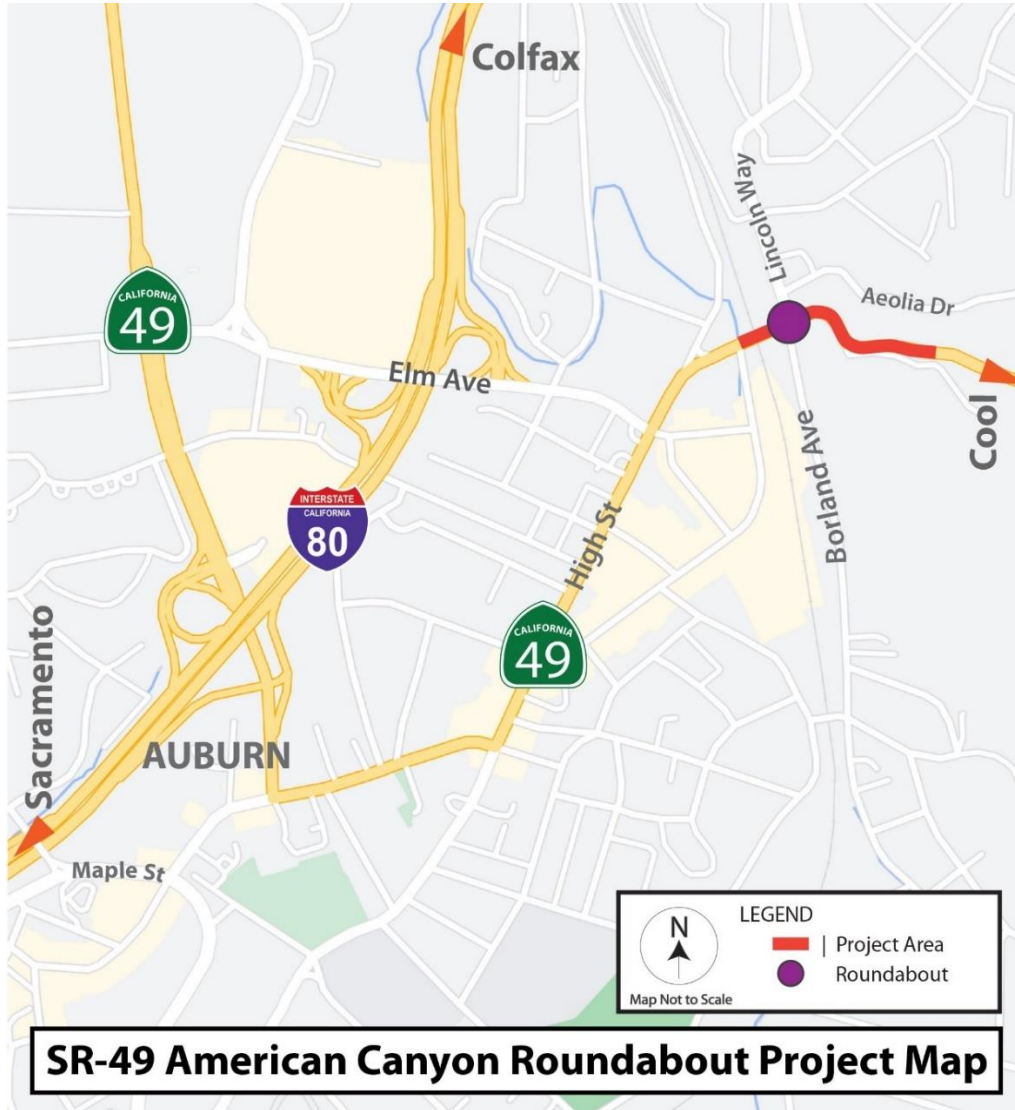 Colfax
Lincoln Way
CALIFORNIA
49
Aeolia Dr
Elm Ave
Cool
INTERSTATE
CALIFORNIA
80
High St
Borland Ave
CALIFORNIA
49
Sacramento
AUBURN
Maple St
N
Map Not to Scale
LEGEND
| Project Area
Roundabout
SR-49 American Canyon Roundabout Project Map